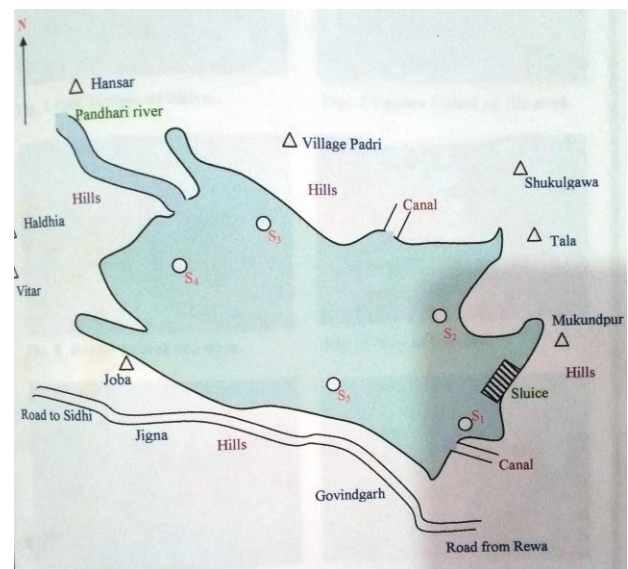 N
Hansar
Pandhari river
Village Padri
Hills
Shukulgawa
Hills
Canal
Haldhia
S3
Tala
S4
Vitar
S2
Mukundpur
Joba
Hills
S5
Sluice
Road to Sidhi
S1
Jigna
Hills
Canal
Govindgarh
Road from Rewa